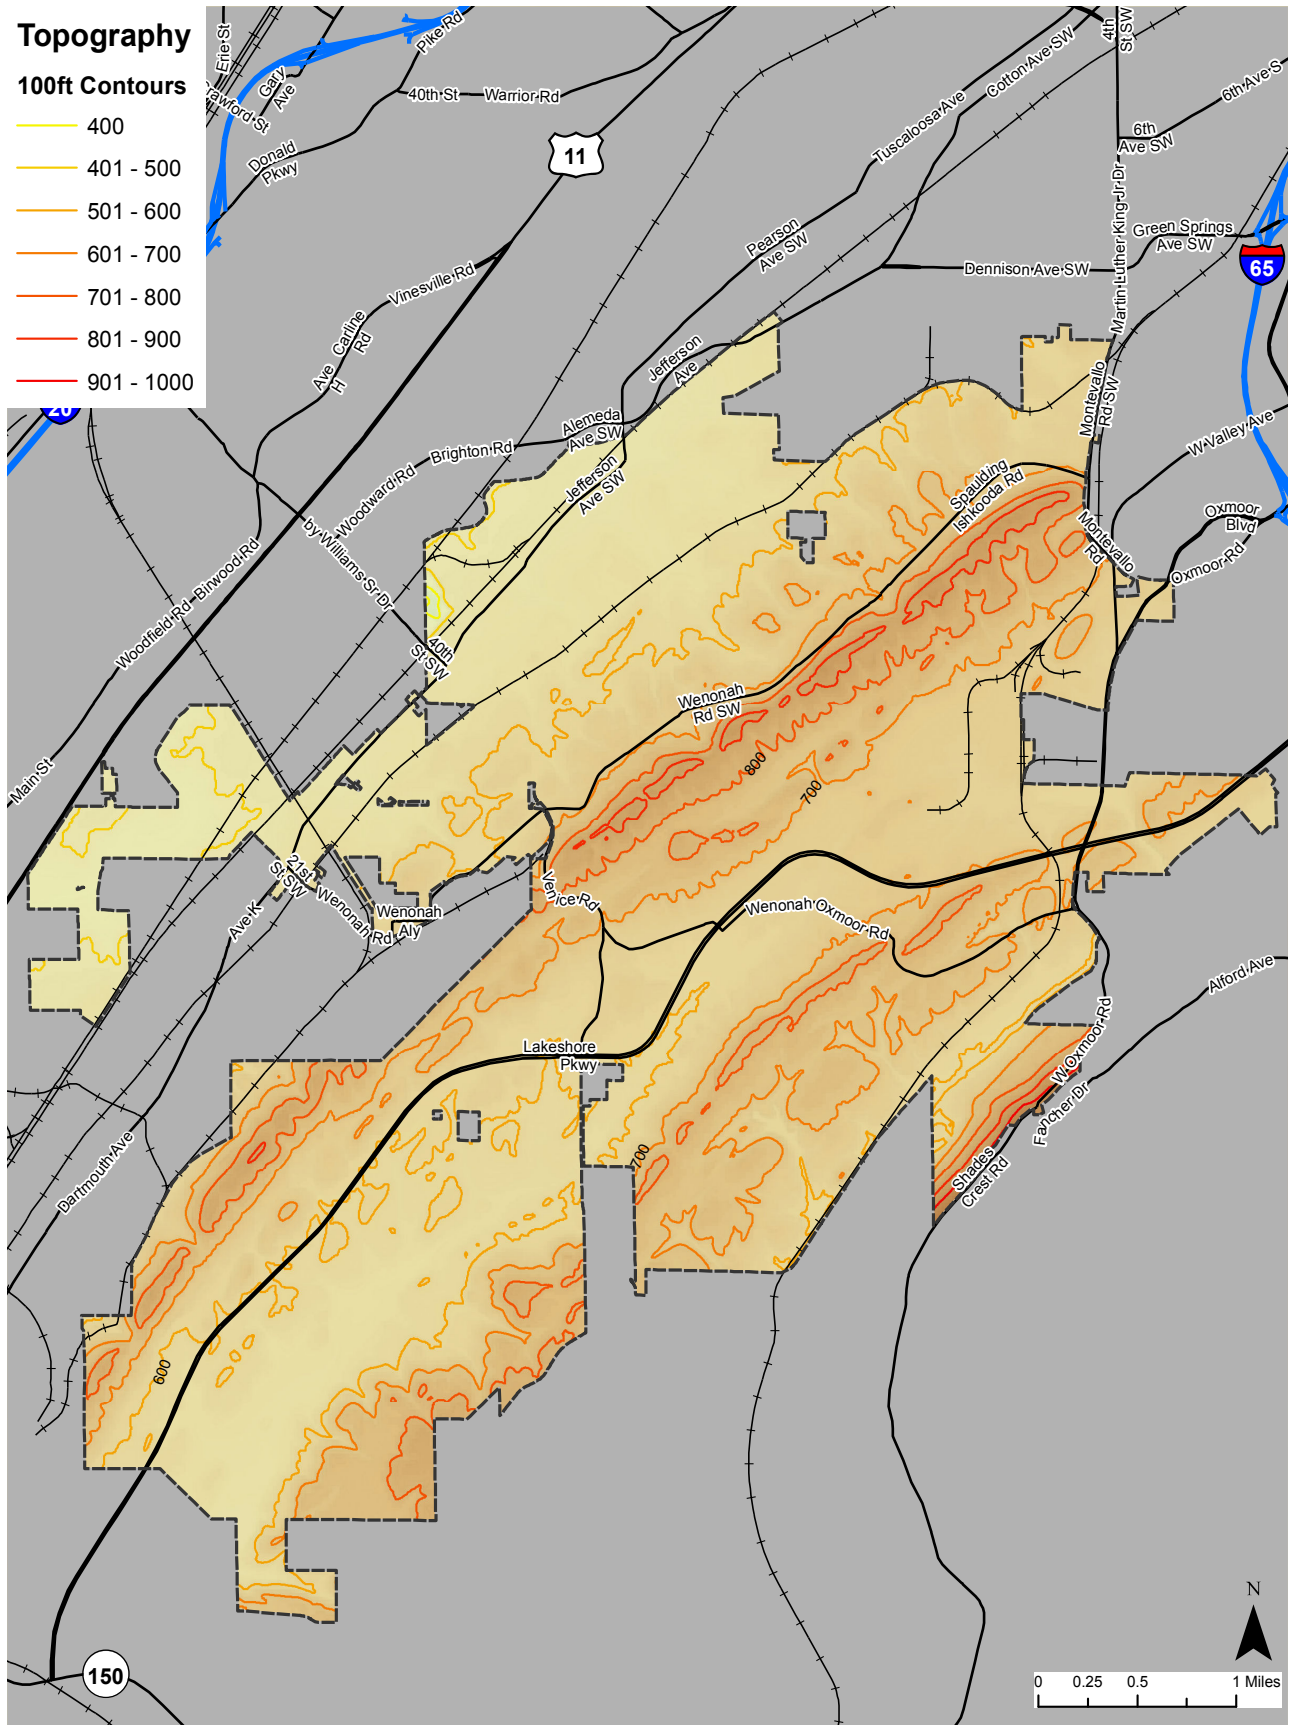 Topography
100ft Contours
400
401 - 500
501 - 600
601 - 700
701 - 800
801 - 900
901 - 1000
Erie St
Crawford St
Gary
Ave
Pike Rd
40th St
Warrior Rd
Donald
Pkwy
11
Tuscaloosa Ave
Cotton Ave SW
4th
St SW
6th Ave S
6th
Ave SW
Martin Luther King Jr Dr
Green Springs
Ave SW
65
Pearson
Ave SW
Dennison Ave SW
Vinesville Rd
Carline
Rd
Ave
H
20
Jefferson
Ave
Alemeda
Ave SW
Brighton Rd
Woodward Rd
Jefferson
Ave SW
Montevallo
Rd SW
W Valley Ave
Spaulding
Ishkooda Rd
Oxmoor
Blvd
Montevallo
Rd
Oxmoor Rd
by Williams Sr Dr
Birwood Rd
Woodfield Rd
40th
St SW
Main St
Wenonah
Rd SW
800
700
21st
St SW
Wenonah Rd
Wenonah
Aly
Ave K
Venice Rd
Wenonah Oxmoor Rd
Alford Ave
Lakeshore
Pkwy
W Oxmoor Rd
Fancher Dr
Dartmouth Ave
700
Shades
Crest Rd
600
150
N
0
0.25
0.5
1 Miles